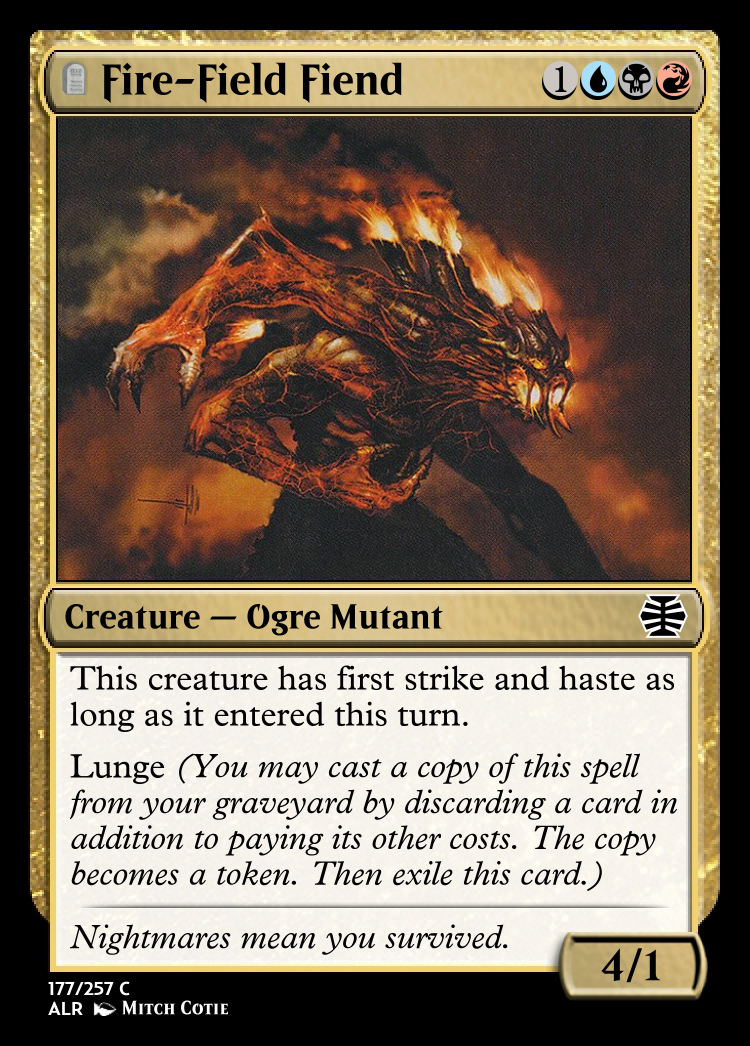 Fire-Field Fiend 1
Creature — Ogre Mutant
This creature has first strike and haste as
long as it entered this turn.
Lunge (You may cast a copy of this spell
from your graveyard by discarding a card in
addition to paying its other costs. The copy
becomes a token. Then exile this card.)
Nightmares mean you survived.
4/1
177/257 C
ALR Mitch Cotie